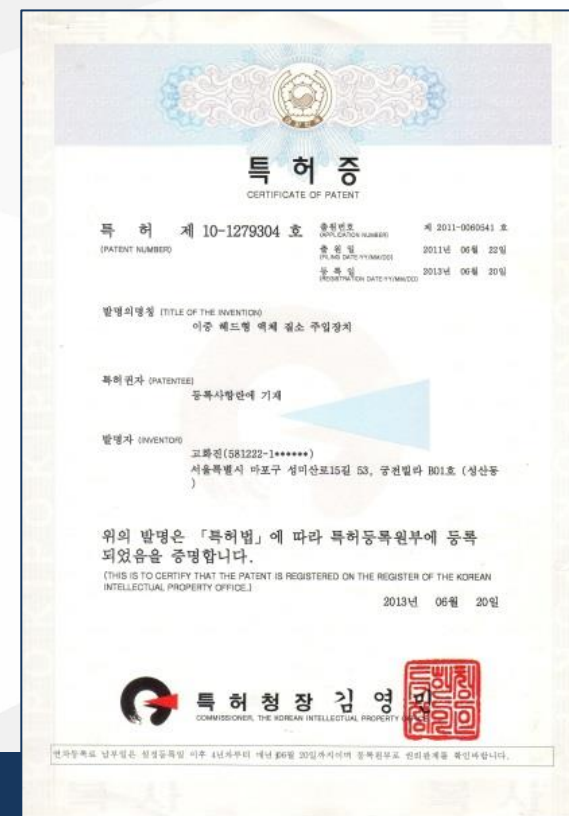 특허증
CERTIFICATE OF PATENT
특 허 제 10-1279304 호
(PATENT NUMBER)
출원번호 제 2011-0060541 호
(APPLICATION NUMBER)
출원일 2011년 06월 22일
(FILING DATE:YY/MM/DD)
등록일 2013년 06월 20일
(REGISTRATION DATE:YY/MM/DD)
발명의명칭 (TITLE OF THE INVENTION)
이중 헤드형 액체 질소 주입장치
특허권자 (PATENTEE)
등록사항란에 기재
발명자 (INVENTOR)
고화진(581222-1******)
서울특별시 마포구 성미산로15길 53, 궁전빌라 B01호 (성산동
)
위의 발명은 「특허법」에 따라 특허등록원부에 등록
되었음을 증명합니다.
(THIS IS TO CERTIFY THAT THE PATENT IS REGISTERED ON THE REGISTER OF THE KOREAN
INTELLECTUAL PROPERTY OFFICE.)
2013년 06월 20일
특허청장 김영민
COMMISSIONER, THE KOREAN INTELLECTUAL PROPERTY
연차등록료 납부일은 설정등록일 이후 4년차부터 매년 06월 20일까지이며 등록원부로 권리관계를 확인바랍니다.